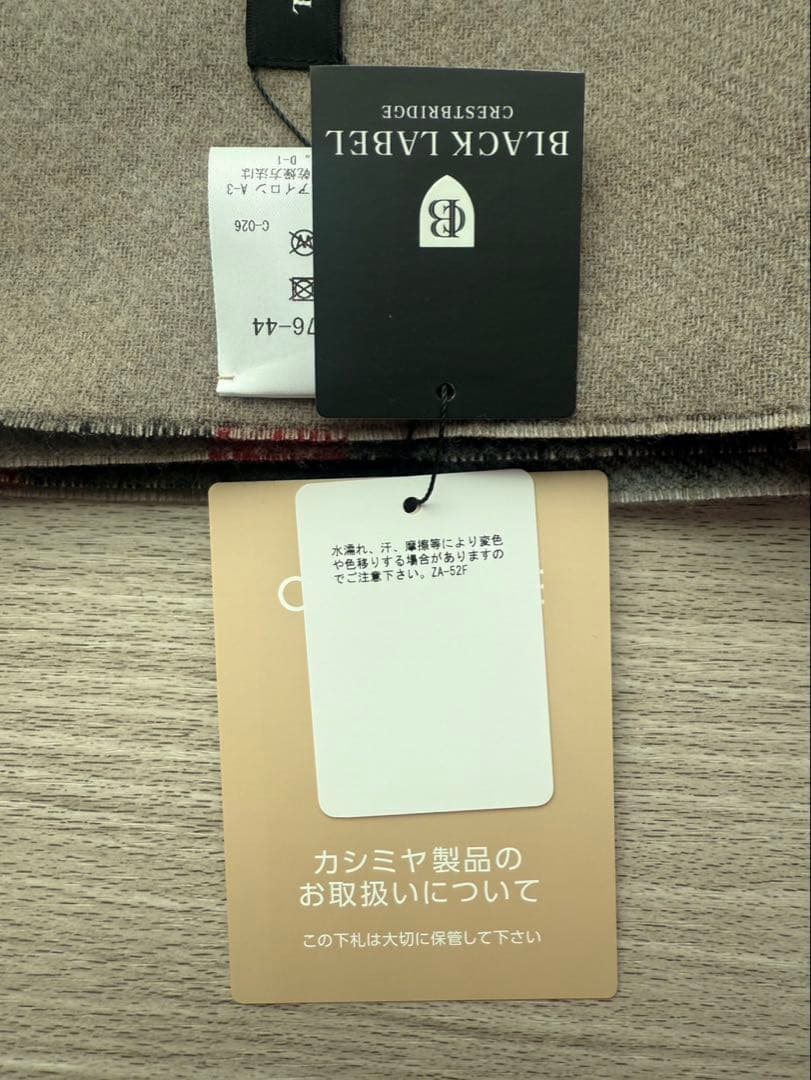 BLACK LABEL
CRESTBRIDGE
CB
76-44
C-026
アイロン A-3
乾燥方法は
。D-1
水濡れ、汗、摩擦等により変色
や色移りする場合がありますの
でご注意下さい。ZA-52F
カシミヤ製品の
お取扱いについて
この下札は大切に保管して下さい